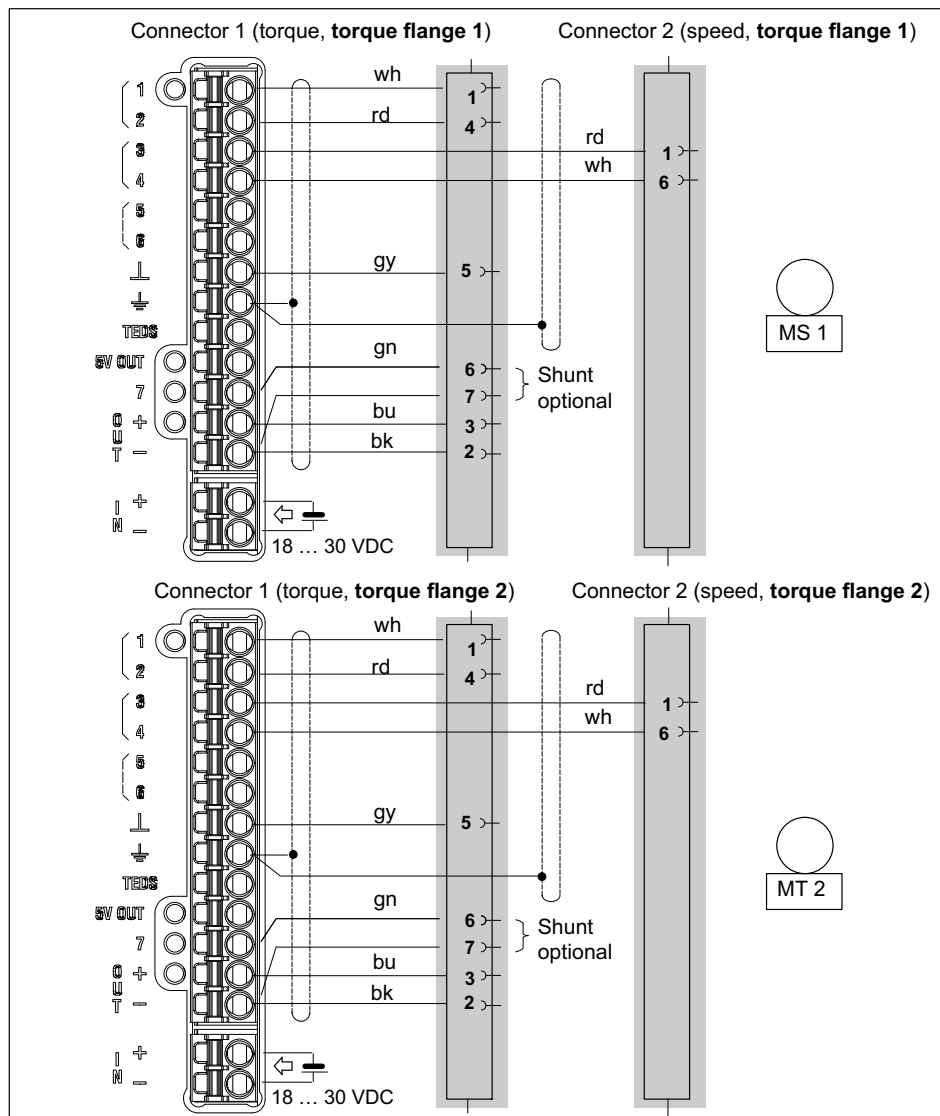 Connector 1 (torque, torque flange 1)
Connector 2 (speed, torque flange 1)
1 wh 1
2 rd 4
3 rd 1
4 wh 6
5
6
gy 5
TEDS
5V OUT
gn 6
7
7
Shunt
optional
OUT
+ bu 3
– bk 2
IN
+
–
18 … 30 VDC
MS 1
Connector 1 (torque, torque flange 2)
Connector 2 (speed, torque flange 2)
1 wh 1
2 rd 4
3 rd 1
4 wh 6
5
6
gy 5
TEDS
5V OUT
gn 6
7
7
Shunt
optional
OUT
+ bu 3
– bk 2
IN
+
–
18 … 30 VDC
MT 2